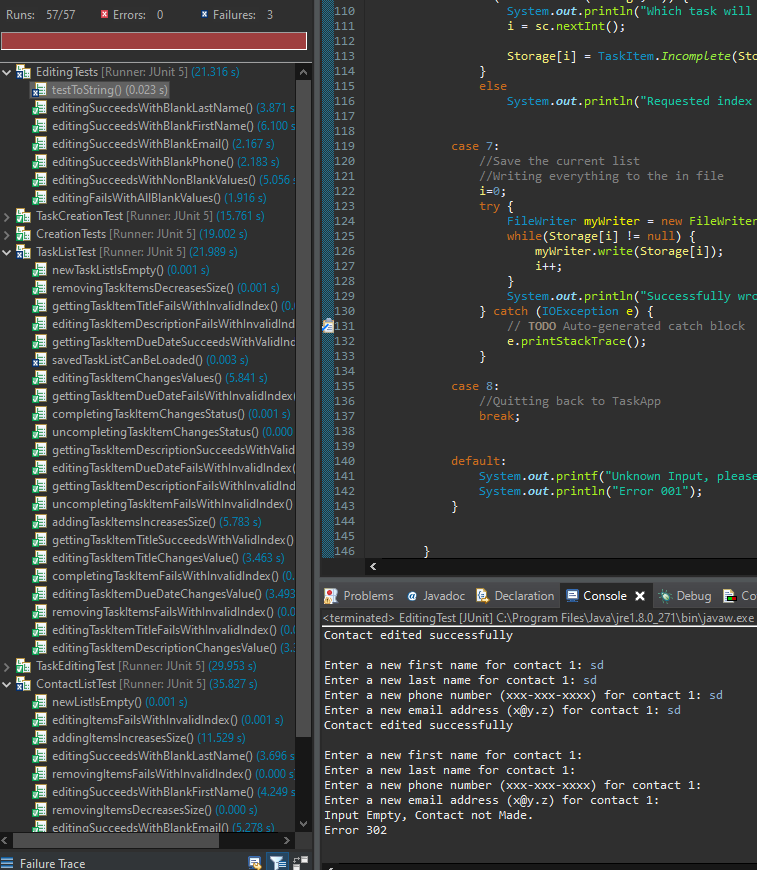 Runs: 57/57 Errors: 0 Failures: 3
EditingTests [Runner: JUnit 5] (21.316 s)
testToString() (0.023 s)
editingSucceedsWithBlankLastName() (3.871 s
editingSucceedsWithBlankFirstName() (6.100 s
editingSucceedsWithBlankEmail() (2.167 s)
editingSucceedsWithBlankPhone() (2.183 s)
editingSucceedsWithNonBlankValues() (5.056
editingFailsWithAllBlankValues() (1.916 s)
TaskCreationTest [Runner: JUnit 5] (15.761 s)
CreationTests [Runner: JUnit 5] (19.002 s)
TaskListTest [Runner: JUnit 5] (21.989 s)
newTaskListIsEmpty() (0.001 s)
removingTaskItemsDecreasesSize() (0.001 s)
gettingTaskItemTitleFailsWithInvalidIndex() (0.
editingTaskItemDescriptionFailsWithInvalidInd
gettingTaskItemDueDateSucceedsWithValidInd
savedTaskListCanBeLoaded() (0.003 s)
editingTaskItemChangesValues() (5.841 s)
gettingTaskItemDueDateFailsWithInvalidIndex(
completingTaskItemChangesStatus() (0.001 s)
uncompletingTaskItemChangesStatus() (0.000
gettingTaskItemDescriptionSucceedsWithValid
editingTaskItemDueDateFailsWithInvalidIndex(
gettingTaskItemDescriptionFailsWithInvalidInd
uncompletingTaskItemFailsWithInvalidIndex()
addingTaskItemsIncreasesSize() (5.783 s)
gettingTaskItemTitleSucceedsWithValidIndex()
editingTaskItemTitleChangesValue() (3.463 s)
completingTaskItemFailsWithInvalidIndex() (0.
editingTaskItemDueDateChangesValue() (3.493
removingTaskItemsFailsWithInvalidIndex() (0.0
editingTaskItemTitleFailsWithInvalidIndex() (0.0
editingTaskItemDescriptionChangesValue() (3.
TaskEditingTest [Runner: JUnit 5] (29.953 s)
ContactListTest [Runner: JUnit 5] (35.827 s)
newListIsEmpty() (0.001 s)
editingItemsFailsWithInvalidIndex() (0.001 s)
addingItemsIncreasesSize() (11.529 s)
editingSucceedsWithBlankLastName() (3.696 s
removingItemsFailsWithInvalidIndex() (0.000 s
editingSucceedsWithBlankFirstName() (4.249 s
removingItemsDecreasesSize() (0.000 s)
editingSucceedsWithBlankEmail() (5.278 s)
Failure Trace
110 System.out.println("Which task will
111 i = sc.nextInt();
112
113 Storage[i] = TaskItem.Incomplete(Sto
114 }
115 else
116 System.out.println("Requested index
117
118
119 case 7:
120 //Save the current list
121 //Writing everything to the in file
122 i=0;
123 try {
124 FileWriter myWriter = new FileWriter
125 while(Storage[i] != null) {
126 myWriter.write(Storage[i]);
127 i++;
128 }
129 System.out.println("Successfully wro
130 } catch (IOException e) {
131 // TODO Auto-generated catch block
132 e.printStackTrace();
133 }
134
135 case 8:
136 //Quitting back to TaskApp
137 break;
138
139
140 default:
141 System.out.printf("Unknown Input, please
142 System.out.println("Error 001");
143 }
144
145
146 }
Problems Javadoc Declaration Console Debug Co
<terminated> EditingTest [JUnit] C:\Program Files\Java\jre1.8.0_271\bin\javaw.exe
Contact edited successfully
Enter a new first name for contact 1: sd
Enter a new last name for contact 1: sd
Enter a new phone number (xxx-xxx-xxxx) for contact 1: sd
Enter a new email address (x@y.z) for contact 1: sd
Contact edited successfully
Enter a new first name for contact 1:
Enter a new last name for contact 1:
Enter a new phone number (xxx-xxx-xxxx) for contact 1:
Enter a new email address (x@y.z) for contact 1:
Input Empty, Contact not Made.
Error 302